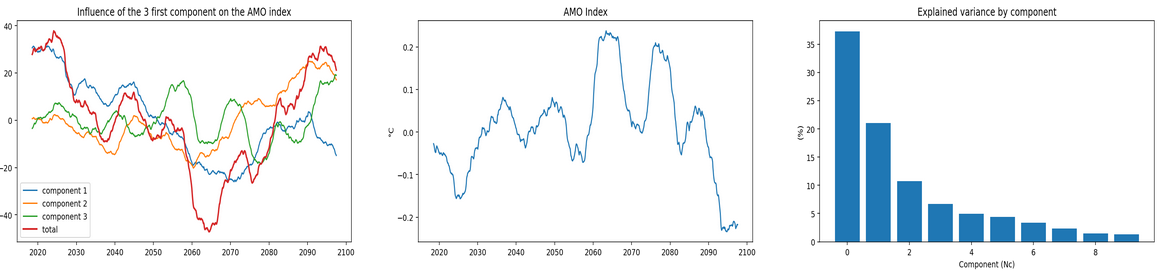 Influence of the 3 first component on the AMO index
40
20
0
−20
−40
component 1
component 2
component 3
total
2020 2030 2040 2050 2060 2070 2080 2090 2100
AMO Index
0.2
0.1
0.0
−0.1
−0.2
°C
2020 2030 2040 2050 2060 2070 2080 2090 2100
Explained variance by component
35
30
25
20
15
10
5
0
(%)
0 2 4 6 8
Component (Nc)